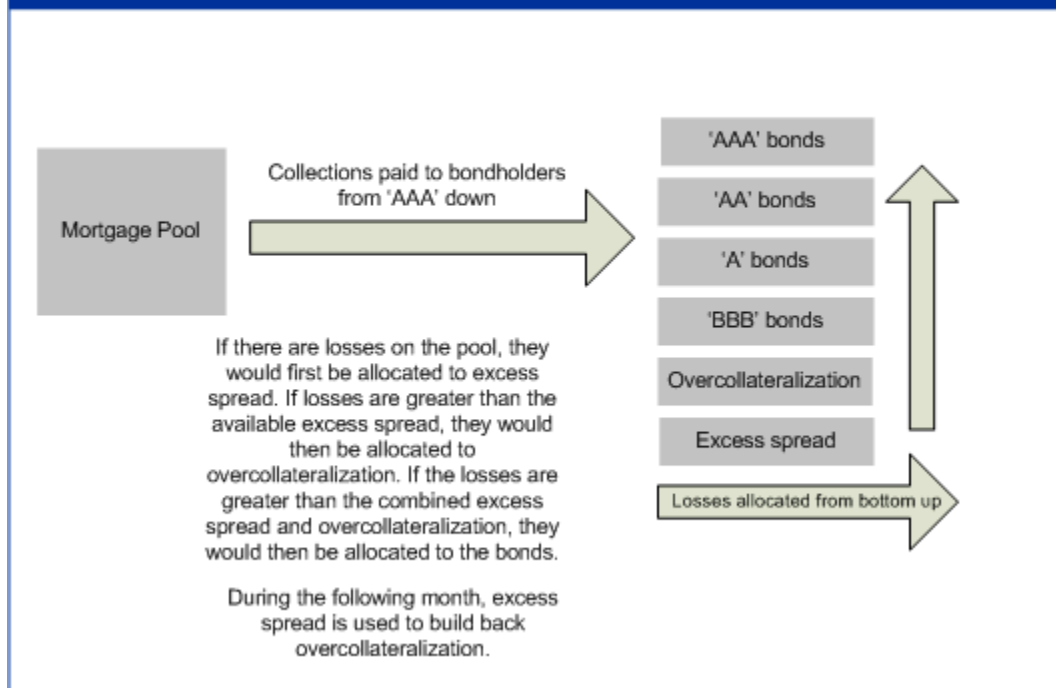 Mortgage Pool
Collections paid to bondholders
from 'AAA' down
'AAA' bonds
'AA' bonds
'A' bonds
'BBB' bonds
Overcollateralization
Excess spread
Losses allocated from bottom up
If there are losses on the pool, they
would first be allocated to excess
spread. If losses are greater than the
available excess spread, they would
then be allocated to
overcollateralization. If the losses are
greater than the combined excess
spread and overcollateralization, they
would then be allocated to the bonds.
During the following month, excess
spread is used to build back
overcollateralization.